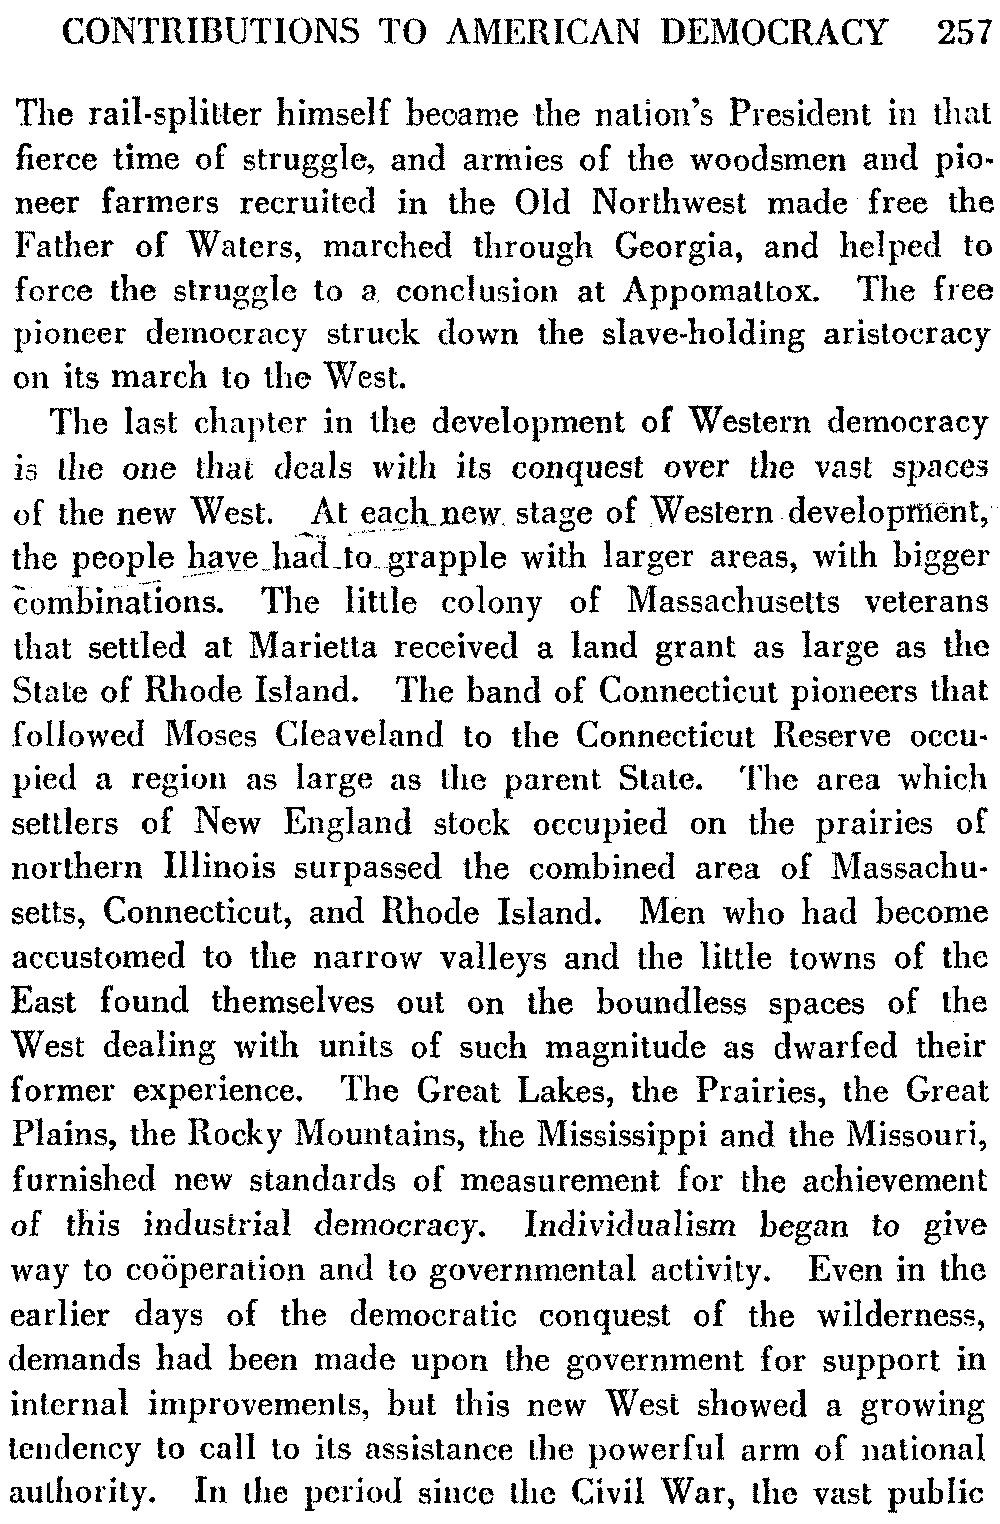 CONTRIBUTIONS TO AMERICAN DEMOCRACY 257
The rail-splitter himself became the nation's President in that
fierce time of struggle, and armies of the woodsmen and pio-
neer farmers recruited in the Old Northwest made free the
Father of Waters, marched through Georgia, and helped to
force the struggle to a conclusion at Appomattox. The free
pioneer democracy struck down the slave-holding aristocracy
on its march to the West.
The last chapter in the development of Western democracy
is the one that deals with its conquest over the vast spaces
of the new West. At each new stage of Western development,
the people have had to grapple with larger areas, with bigger
combinations. The little colony of Massachusetts veterans
that settled at Marietta received a land grant as large as the
State of Rhode Island. The band of Connecticut pioneers that
followed Moses Cleaveland to the Connecticut Reserve occu-
pied a region as large as the parent State. The area which
settlers of New England stock occupied on the prairies of
northern Illinois surpassed the combined area of Massachu-
setts, Connecticut, and Rhode Island. Men who had become
accustomed to the narrow valleys and the little towns of the
East found themselves out on the boundless spaces of the
West dealing with units of such magnitude as dwarfed their
former experience. The Great Lakes, the Prairies, the Great
Plains, the Rocky Mountains, the Mississippi and the Missouri,
furnished new standards of measurement for the achievement
of this industrial democracy. Individualism began to give
way to coöperation and to governmental activity. Even in the
earlier days of the democratic conquest of the wilderness,
demands had been made upon the government for support in
internal improvements, but this new West showed a growing
tendency to call to its assistance the powerful arm of national
authority. In the period since the Civil War, the vast public